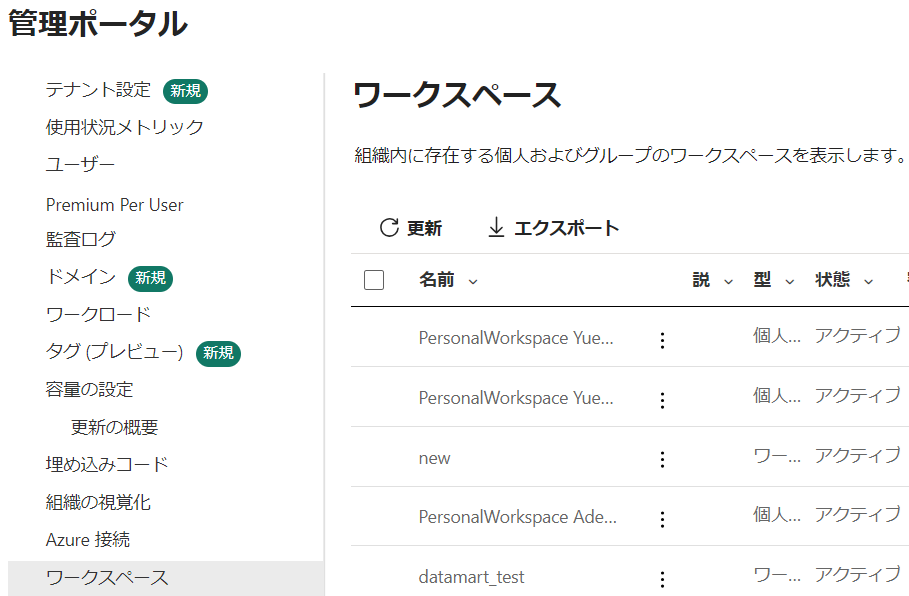 管理ポータル
テナント設定 新規
使用状況メトリック
ユーザー
Premium Per User
監査ログ
ドメイン 新規
ワークロード
タグ (プレビュー) 新規
容量の設定
更新の概要
埋め込みコード
組織の視覚化
Azure 接続
ワークスペース
ワークスペース
組織内に存在する個人およびグループのワークスペースを表示します。
更新 エクスポート
名前 説 型 状態
PersonalWorkspace Yue... 個人... アクティブ
PersonalWorkspace Yue... 個人... アクティブ
new ワー... アクティブ
PersonalWorkspace Ade... 個人... アクティブ
datamart_test ワー... アクティブ